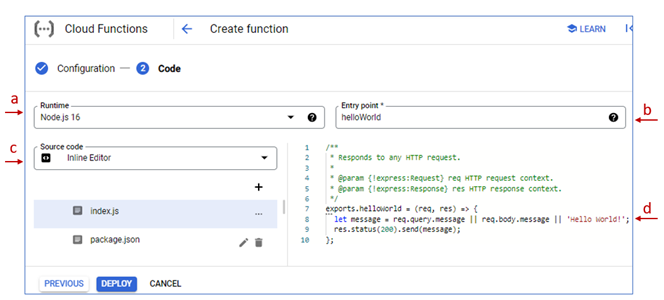 Cloud Functions
Create function
LEARN
Configuration — 2 Code
a
Runtime
Node.js 16
Entry point *
helloWorld
b
c
Source code
Inline Editor
+
index.js
...
package.json
1 /**
2 * Responds to any HTTP request.
3 *
4 * @param {!express:Request} req HTTP request context.
5 * @param {!express:Response} res HTTP response context.
6 */
7 exports.helloWorld = (req, res) => {
8 let message = req.query.message || req.body.message || 'Hello World!';
9 res.status(200).send(message);
10 };
d
PREVIOUS DEPLOY CANCEL